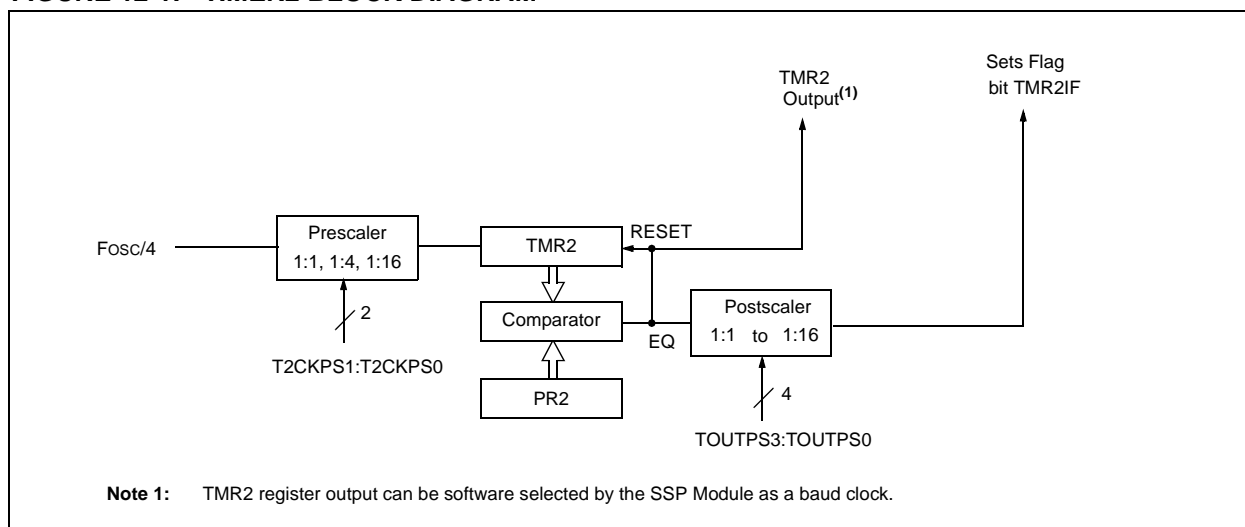 TMR2
Output(1)
Sets Flag
bit TMR2IF
FOSC/4
Prescaler
1:1, 1:4, 1:16
2
T2CKPS1:T2CKPS0
TMR2
RESET
Comparator
EQ
PR2
Postscaler
1:1 to 1:16
4
TOUTPS3:TOUTPS0
Note 1: TMR2 register output can be software selected by the SSP Module as a baud clock.